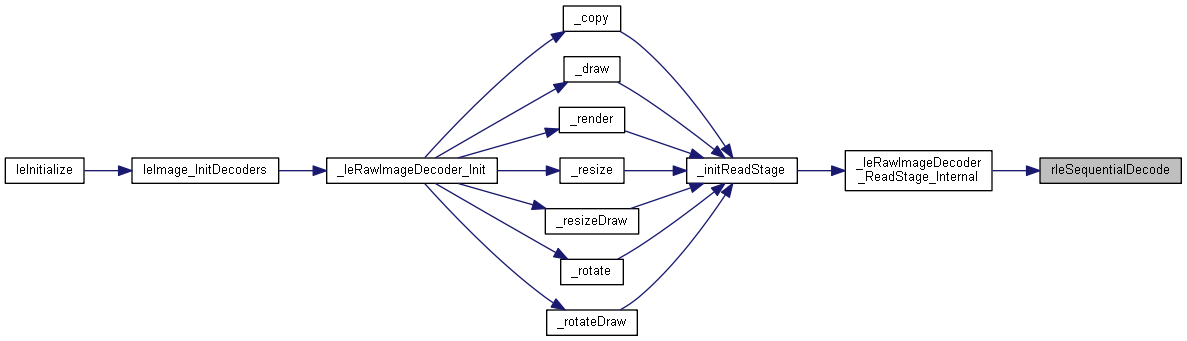 _copy
_draw
_render
leInitialize
leImage_InitDecoders
_leRawImageDecoder_Init
_resize
_initReadStage
_leRawImageDecoder
_ReadStage_Internal
rleSequentialDecode
_resizeDraw
_rotate
_rotateDraw